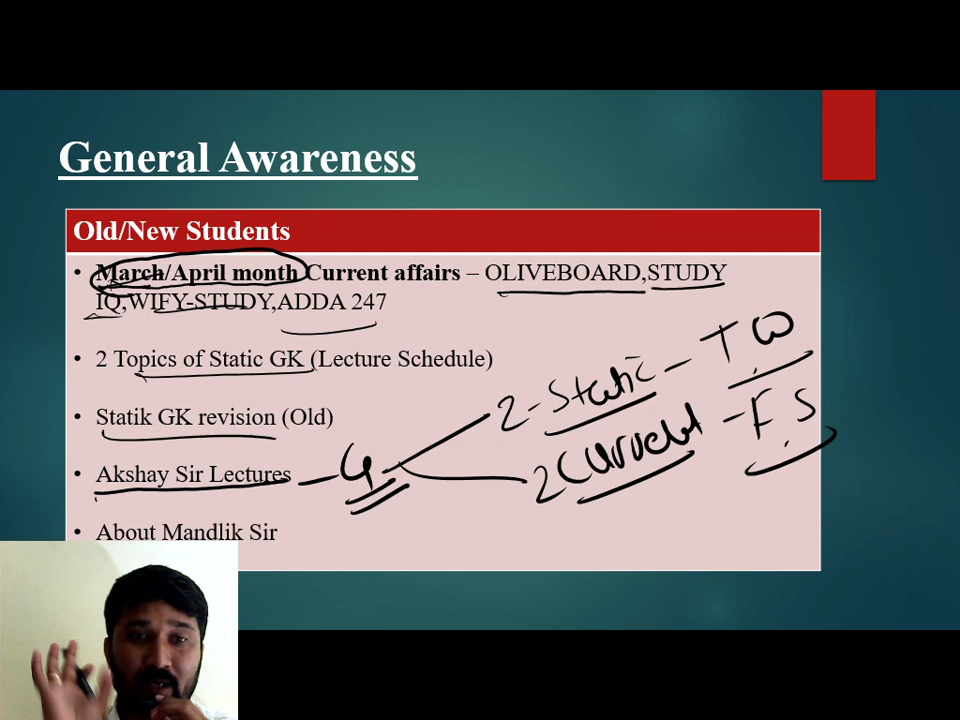 General Awareness
Old/New Students
• March/April month Current affairs – OLIVEBOARD,STUDY
IQ,WIFY-STUDY,ADDA 247
• 2 Topics of Static GK (Lecture Schedule)
• Statik GK revision (Old)
• Akshay Sir Lectures
• About Mandlik Sir
4
2 - Static - T W
2 Current - F S